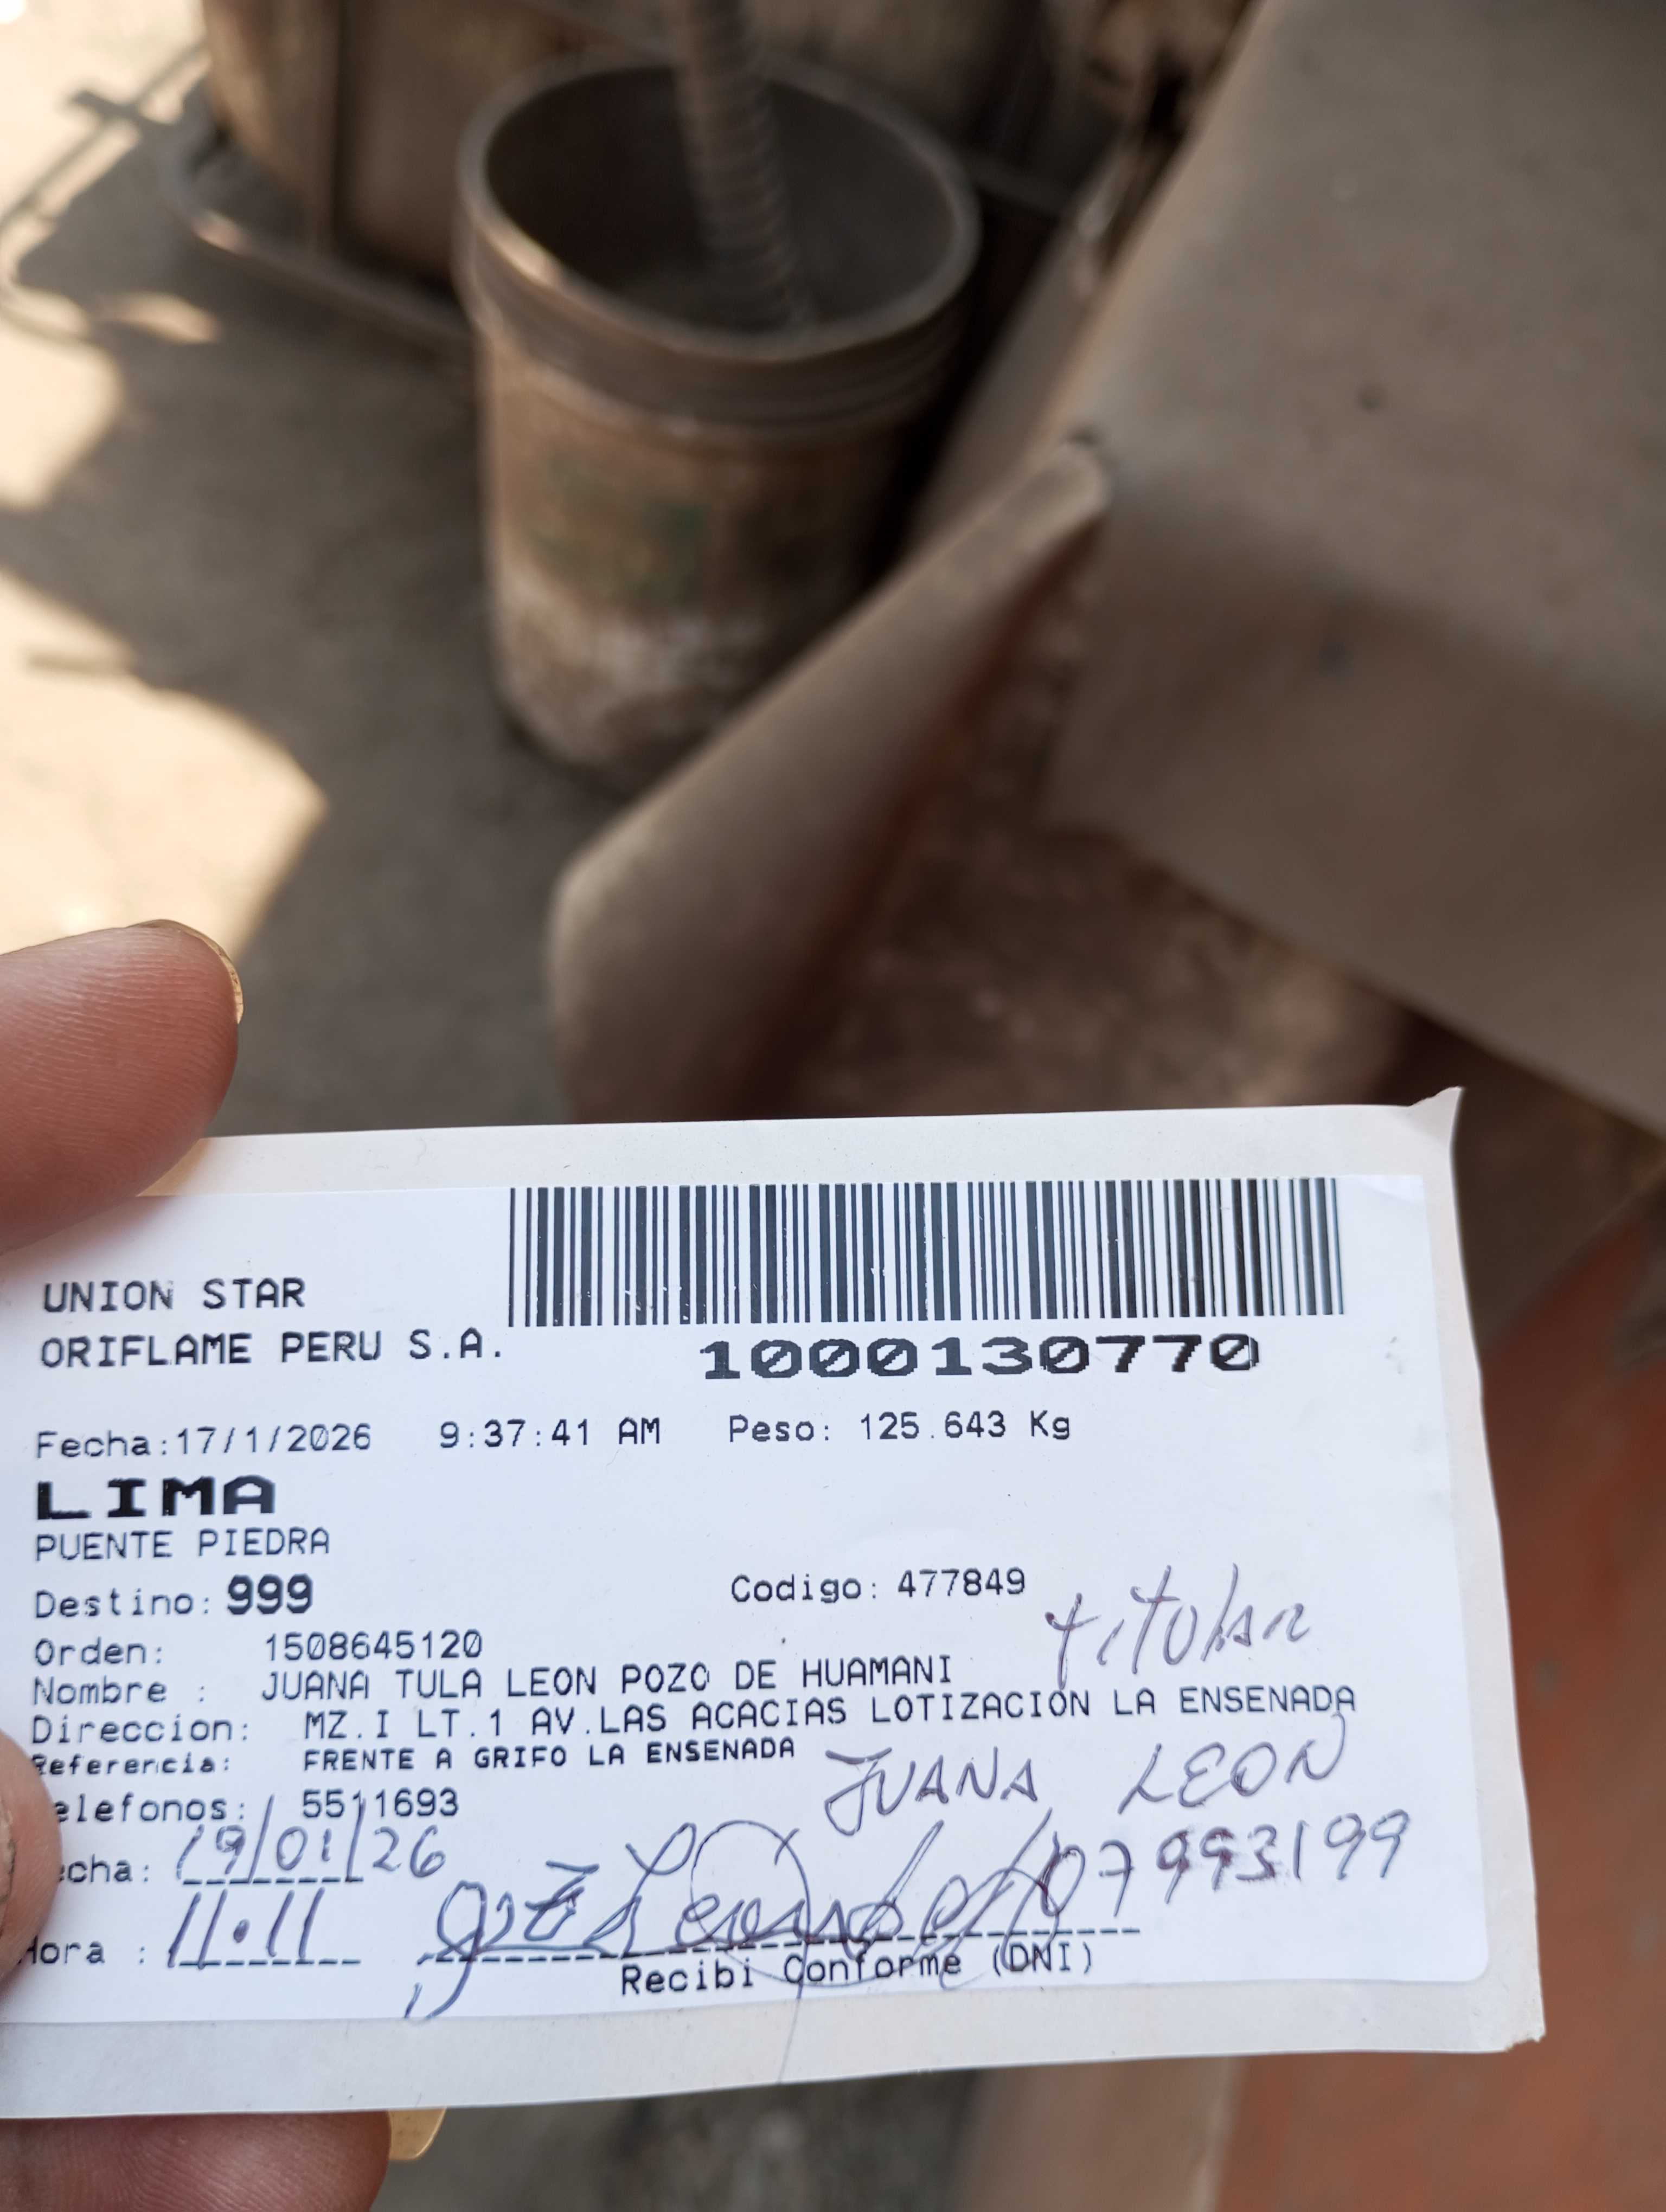 UNION STAR
ORIFLAME PERU S.A.
1000130770
Fecha:17/1/2026 9:37:41 AM Peso: 125.643 Kg
LIMA
PUENTE PIEDRA
Destino: 999 Codigo: 477849
titular
Orden: 1508645120
Nombre : JUANA TULA LEON POZO DE HUAMANI
Direccion: MZ.I LT.1 AV.LAS ACACIAS LOTIZACION LA ENSENADA
Referencia: FRENTE A GRIFO LA ENSENADA
JUANA LEON
elefonos: 5511693
echa: 19/01/26
07993199
Hora : 11.11
Recibi Conforme (DNI)